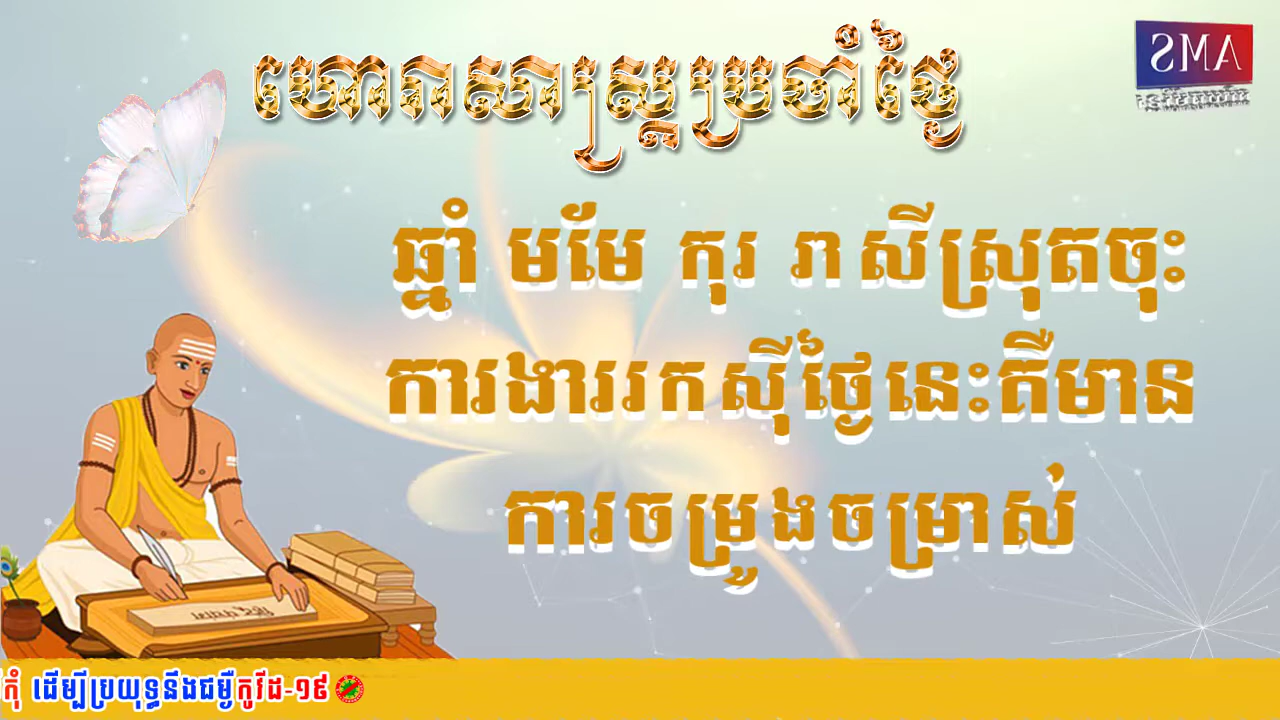 ហោរាសាស្ត្រប្រចាំថ្ងៃ
SMA
ឆ្នាំ មមែ កុរ រាសីស្រុតចុះ
ការងាររកស៊ីថ្ងៃនេះគឺមាន
ការចម្រូងចម្រាស់
កុំ ដើម្បីប្រយុទ្ធនឹងជម្ងឺកូវីដ-១៩